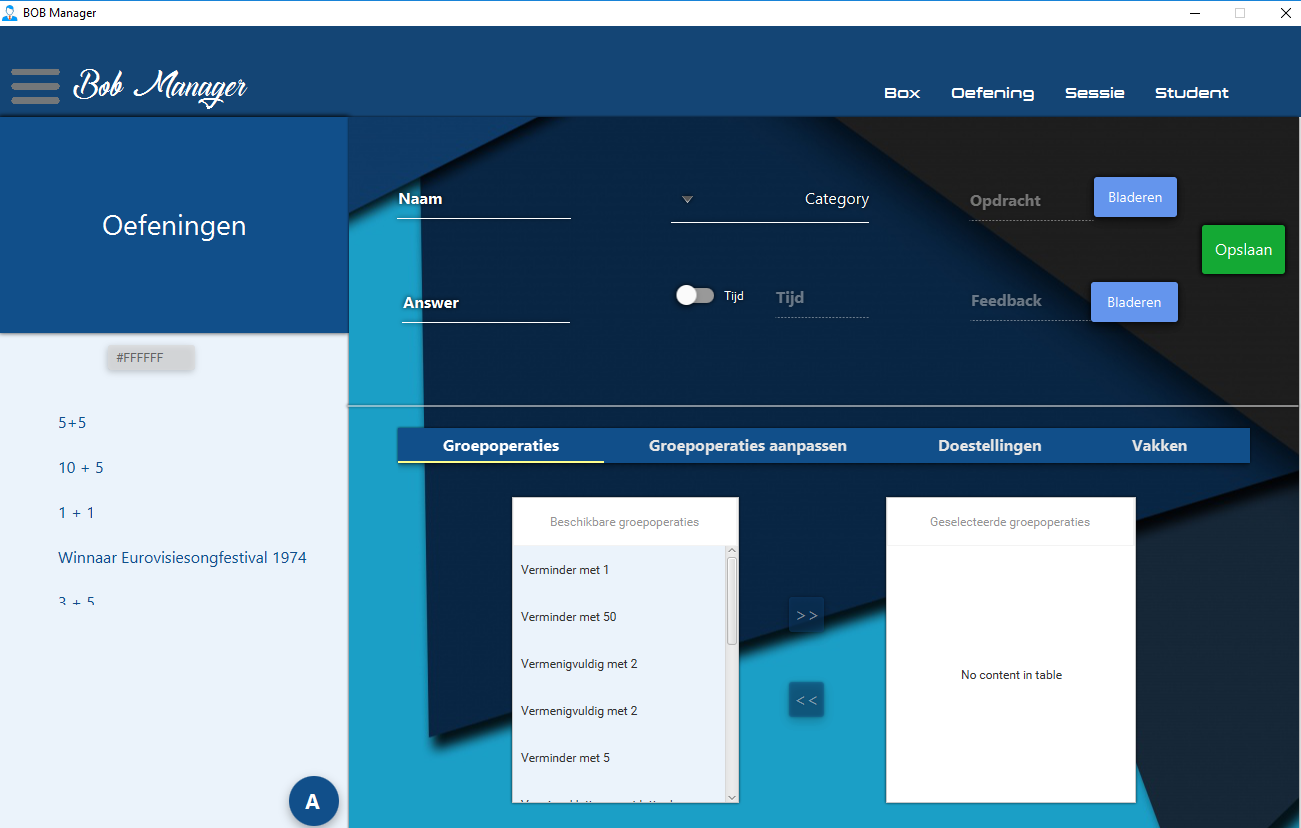 BOB Manager
Bob Manager
Box Oefening Sessie Student
Oefeningen
#FFFFFF
5+5
10 + 5
1 + 1
Winnaar Eurovisiesongfestival 1974
3 + 5
A
Naam
Category
Opdracht
Bladeren
Opslaan
Answer
Tijd
Tijd
Feedback
Bladeren
Groepoperaties Groepoperaties aanpassen Doestellingen Vakken
Beschikbare groepoperaties
Verminder met 1
Verminder met 50
Vermenigvuldig met 2
Vermenigvuldig met 2
Verminder met 5
>>
<<
Geselecteerde groepoperaties
No content in table